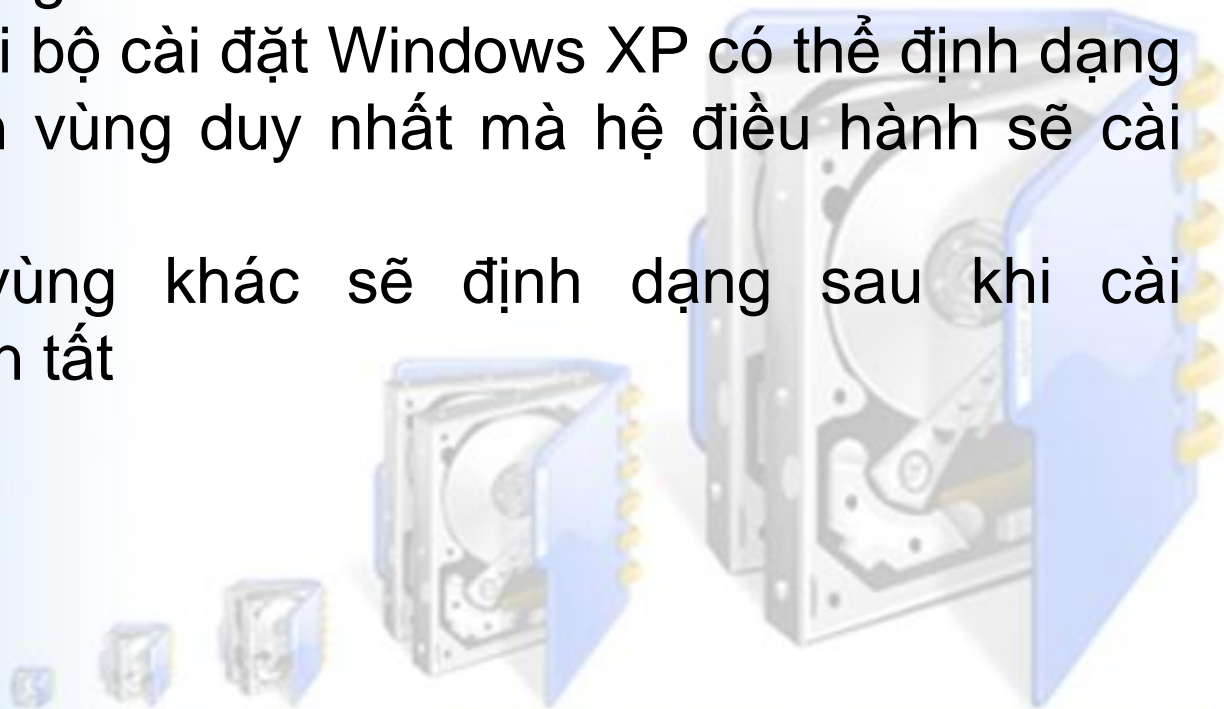 i bộ cài đặt Windows XP có thể định dạng
vùng duy nhất mà hệ điều hành sẽ cài
vùng khác sẽ định dạng sau khi cài
tất